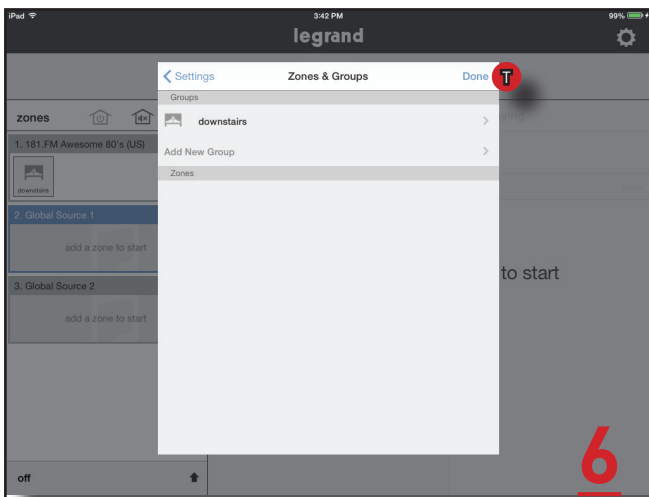 iPad 3:42 PM 99%
legrand
Settings Zones & Groups Done T
Groups
zones
downstairs
1. 181.FM Awesome 80's (US)
Add New Group
Zones
downstairs
2. Global Source 1
add a zone to start
to start
3. Global Source 2
add a zone to start
off
6